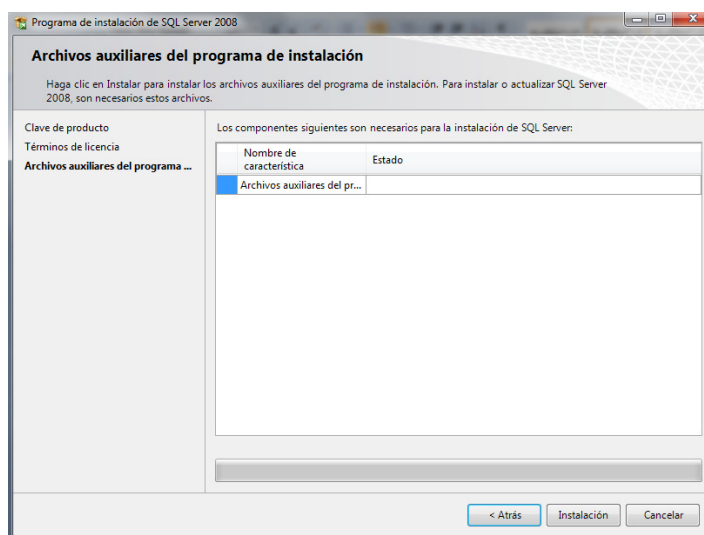 Programa de instalación de SQL Server 2008
Archivos auxiliares del programa de instalación
Haga clic en Instalar para instalar los archivos auxiliares del programa de instalación. Para instalar o actualizar SQL Server
2008, son necesarios estos archivos.
Clave de producto
Términos de licencia
Archivos auxiliares del programa ...
Los componentes siguientes son necesarios para la instalación de SQL Server:
Nombre de
característica
Estado
Archivos auxiliares del pr...
< Atrás
Instalación
Cancelar